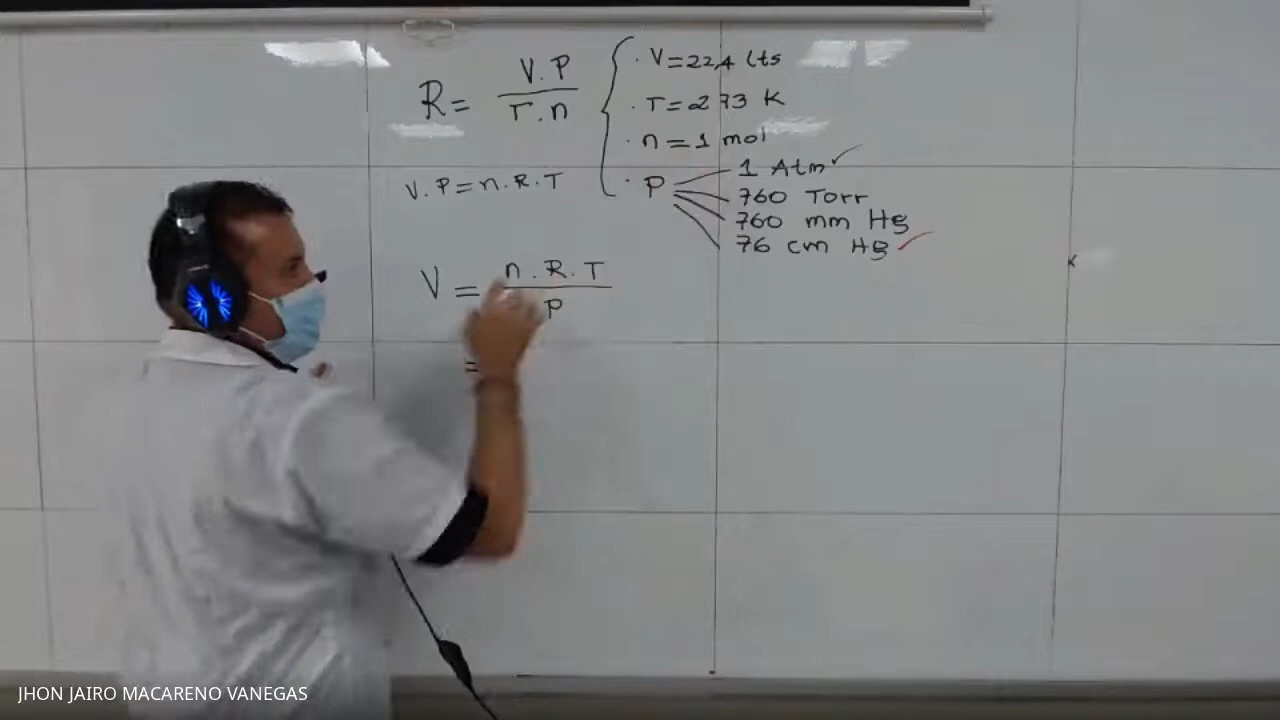 R = V.P / T.n
· V = 22,4 Lts
· T = 273 K
· n = 1 mol
· P
1 Atm ✓
760 Torr
760 mm Hg
76 cm Hg ✓
V.P = n.R.T
V = n.R.T / P
=
JHON JAIRO MACARENO VANEGAS